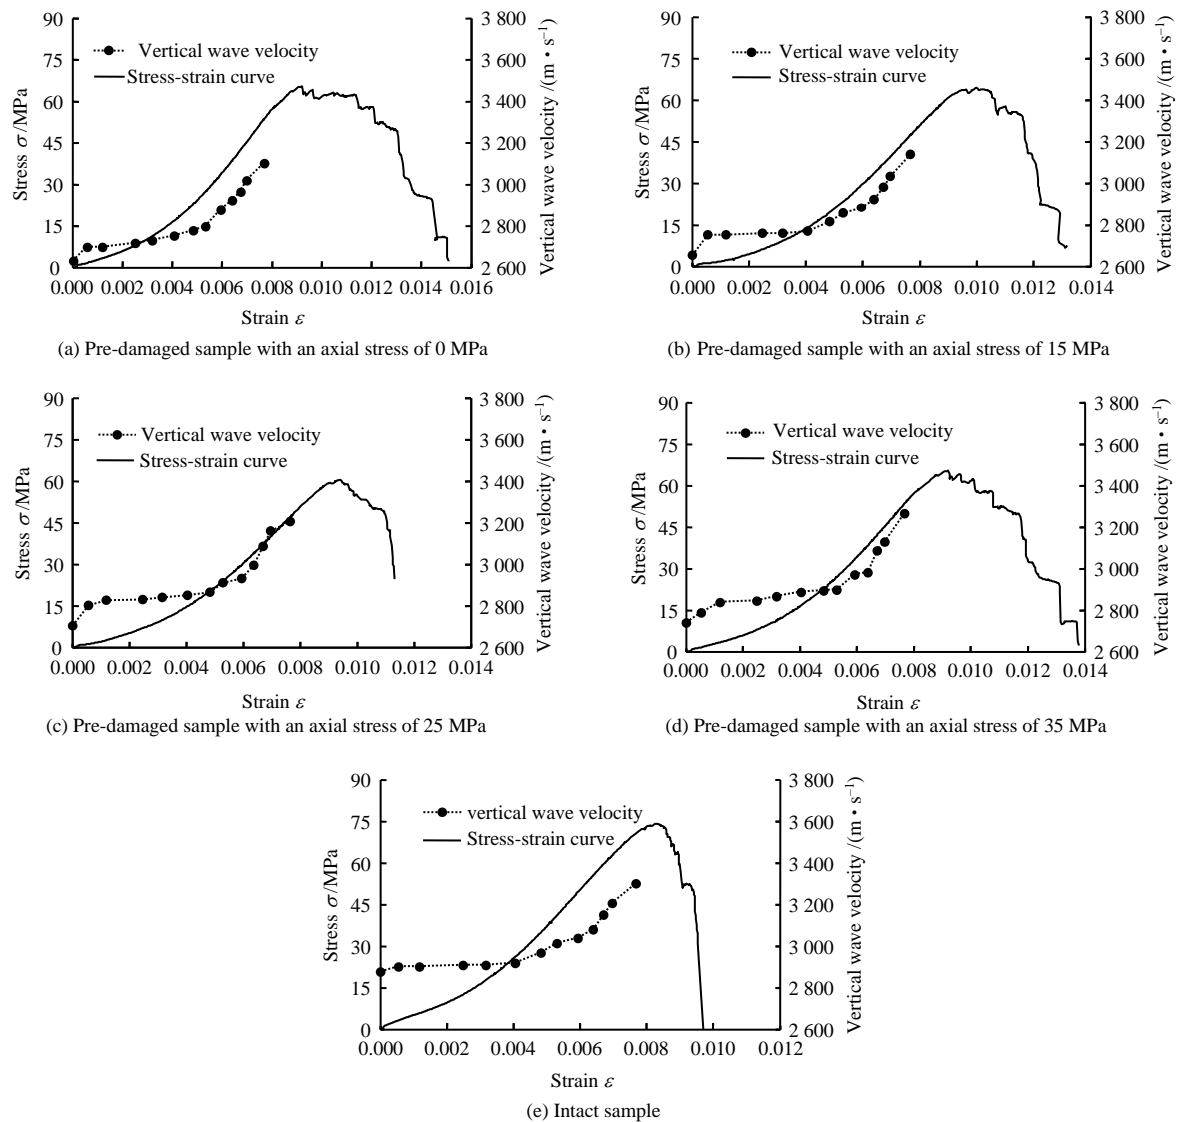 90
75
60
45
30
15
0
Stress σ/MPa
Vertical wave velocity
Stress-strain curve
3 800
3 600
3 400
3 200
3 000
2 800
2 600
Vertical wave velocity /(m • s⁻¹)
0.000 0.002 0.004 0.006 0.008 0.010 0.012 0.014 0.016
Strain ε
(a) Pre-damaged sample with an axial stress of 0 MPa
90
75
60
45
30
15
0
Stress σ/MPa
Vertical wave velocity
Stress-strain curve
3 800
3 600
3 400
3 200
3 000
2 800
2 600
Vertical wave velocity /(m • s⁻¹)
0.000 0.002 0.004 0.006 0.008 0.010 0.012 0.014
Strain ε
(b) Pre-damaged sample with an axial stress of 15 MPa
90
75
60
45
30
15
0
Stress σ/MPa
Vertical wave velocity
Stress-strain curve
3 800
3 600
3 400
3 200
3 000
2 800
2 600
Vertical wave velocity /(m • s⁻¹)
0.000 0.002 0.004 0.006 0.008 0.010 0.012 0.014
Strain ε
(c) Pre-damaged sample with an axial stress of 25 MPa
90
75
60
45
30
15
0
Stress σ/MPa
Vertical wave velocity
Stress-strain curve
3 800
3 600
3 400
3 200
3 000
2 800
2 600
Vertical wave velocity /(m • s⁻¹)
0.000 0.002 0.004 0.006 0.008 0.010 0.012 0.014
Strain ε
(d) Pre-damaged sample with an axial stress of 35 MPa
90
75
60
45
30
15
0
Stress σ/MPa
vertical wave velocity
Stress-strain curve
3 800
3 600
3 400
3 200
3 000
2 800
2 600
Vertical wave velocity /(m • s⁻¹)
0.000 0.002 0.004 0.006 0.008 0.010 0.012
Strain ε
(e) Intact sample